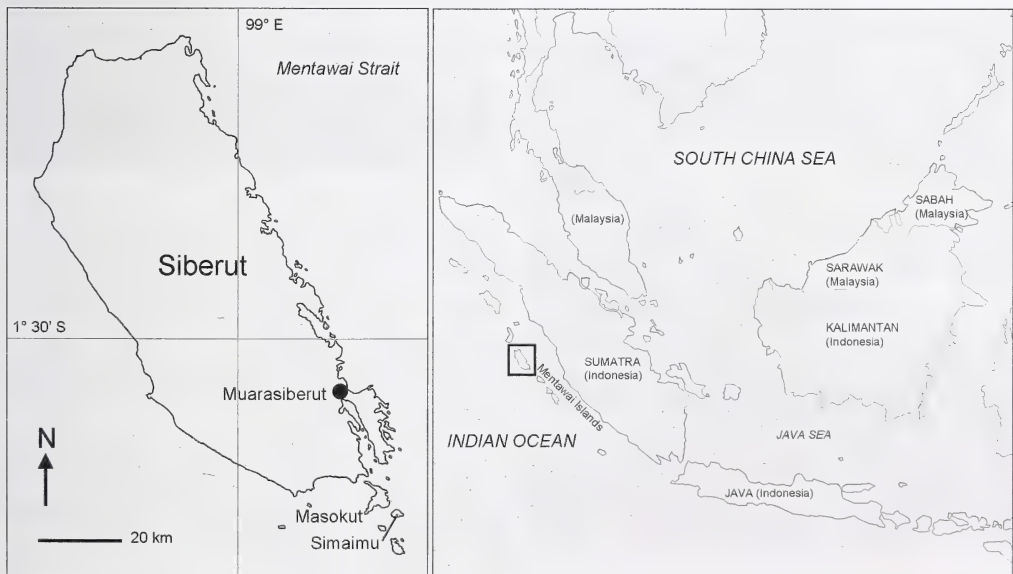 99° E
Mentawai Strait
Siberut
1° 30' S
Muarasiberut
N
Masokut
Simaimu
20 km
SOUTH CHINA SEA
(Malaysia)
SABAH
(Malaysia)
SARAWAK
(Malaysia)
KALIMANTAN
(Indonesia)
SUMATRA
(Indonesia)
Mentawai Islands
INDIAN OCEAN
JAVA SEA
JAVA (Indonesia)